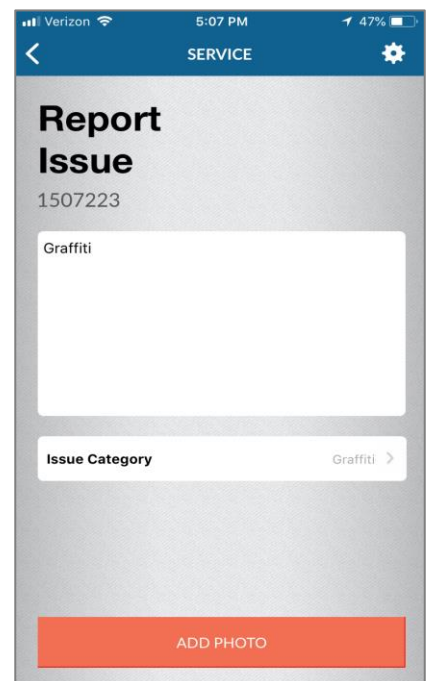 Verizon 5:07 PM 47%
SERVICE
Report
Issue
1507223
Graffiti
Issue Category Graffiti
ADD PHOTO